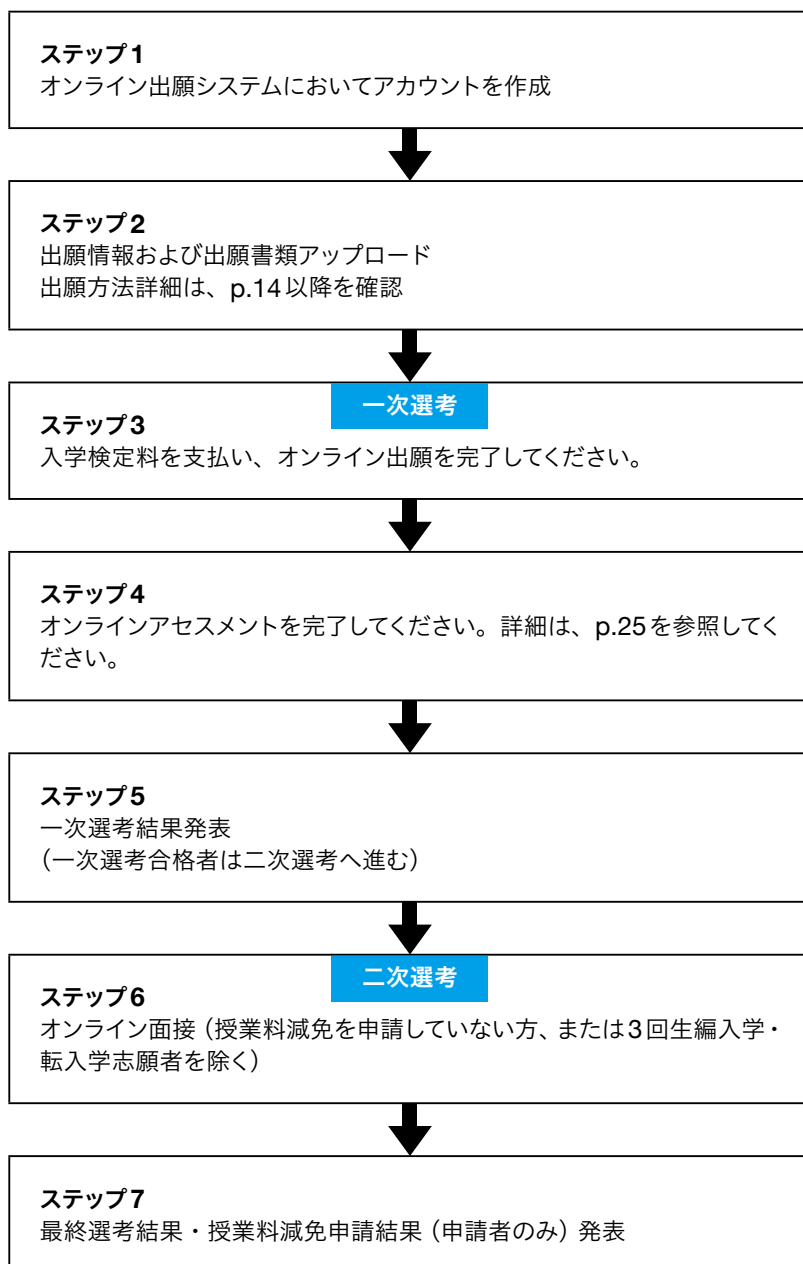 ステップ1
オンライン出願システムにおいてアカウントを作成
ステップ2
出願情報および出願書類アップロード
出願方法詳細は、p.14以降を確認
一次選考
ステップ3
入学検定料を支払い、オンライン出願を完了してください。
ステップ4
オンラインアセスメントを完了してください。詳細は、p.25を参照してく
ださい。
ステップ5
一次選考結果発表
（一次選考合格者は二次選考へ進む）
二次選考
ステップ6
オンライン面接（授業料減免を申請していない方、または3回生編入学・
転入学志願者を除く）
ステップ7
最終選考結果・授業料減免申請結果（申請者のみ）発表